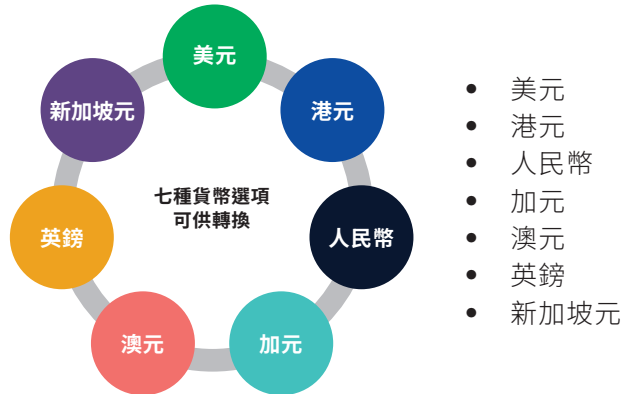 美元
港元
人民幣
加元
澳元
英鎊
新加坡元
七種貨幣選項
可供轉換
• 美元
• 港元
• 人民幣
• 加元
• 澳元
• 英鎊
• 新加坡元